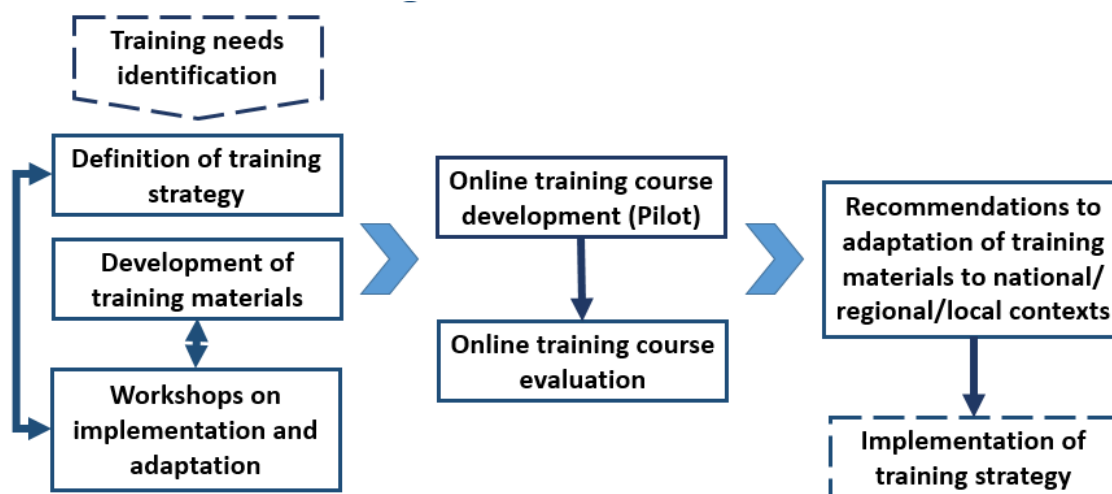 Training needs
identification
Definition of training
strategy
Development of
training materials
Workshops on
implementation and
adaptation
Online training course
development (Pilot)
Online training course
evaluation
Recommendations to
adaptation of training
materials to national/
regional/local contexts
Implementation of
training strategy